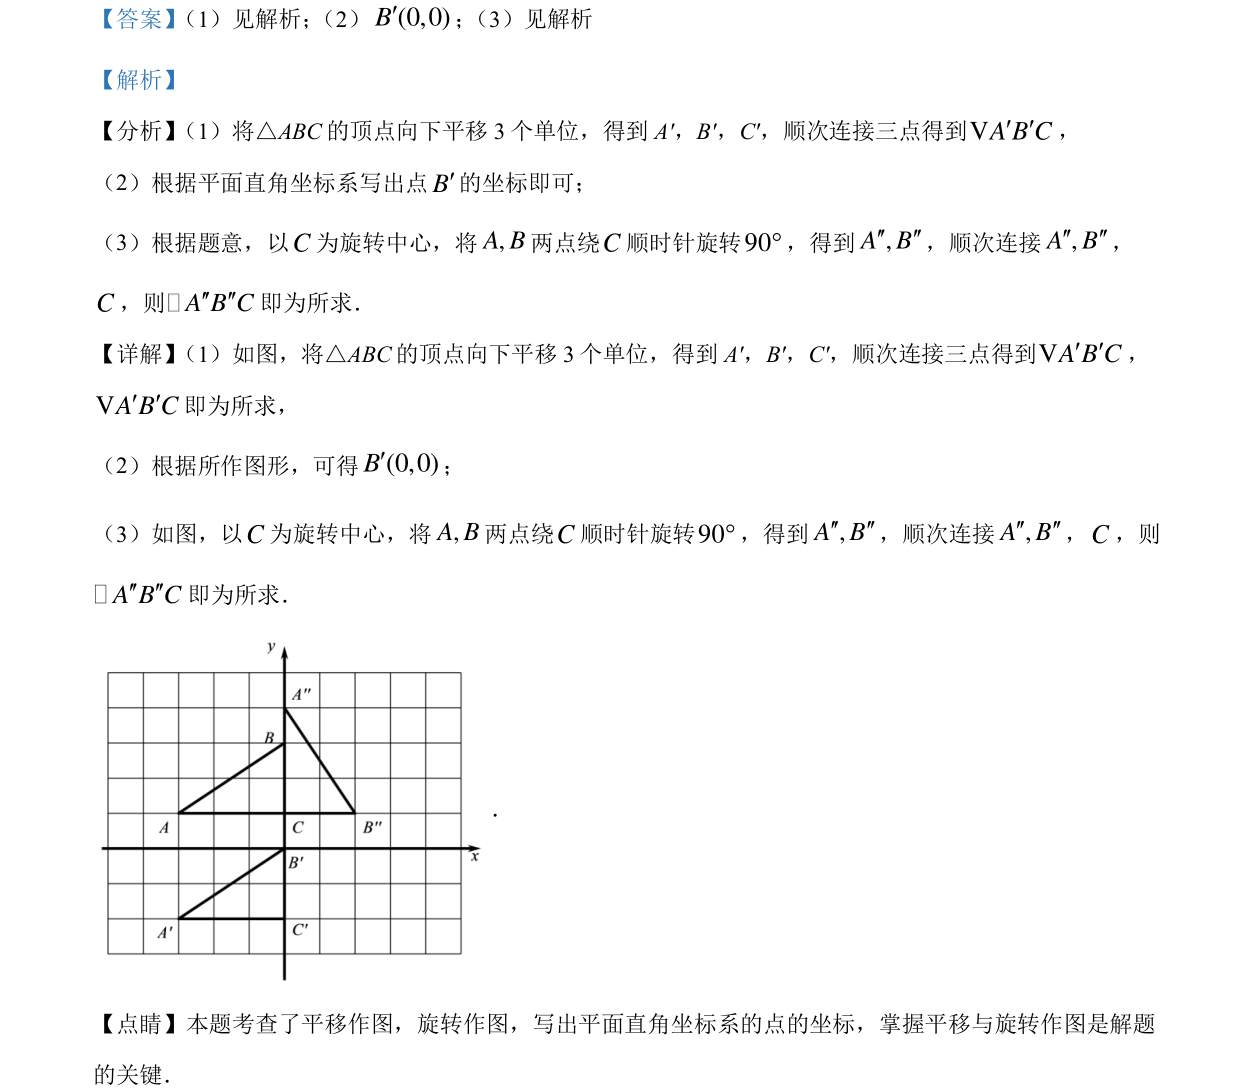 【答案】（1）见解析；（2）B′(0,0)；（3）见解析
【解析】
【分析】（1）将△ABC的顶点向下平移3个单位，得到A′，B′，C′，顺次连接三点得到VA′B′C，
（2）根据平面直角坐标系写出点B′的坐标即可；
（3）根据题意，以C为旋转中心，将A,B两点绕C顺时针旋转90°，得到A″,B″，顺次连接A″,B″，
C，则□A″B″C即为所求．
【详解】（1）如图，将△ABC的顶点向下平移3个单位，得到A′，B′，C′，顺次连接三点得到VA′B′C，
VA′B′C即为所求，
（2）根据所作图形，可得B′(0,0)；
（3）如图，以C为旋转中心，将A,B两点绕C顺时针旋转90°，得到A″,B″，顺次连接A″,B″，C，则
□A″B″C即为所求．
y
A″
B
A
C
B″
．
x
B′
A′
C′
【点睛】本题考查了平移作图，旋转作图，写出平面直角坐标系的点的坐标，掌握平移与旋转作图是解题
的关键．